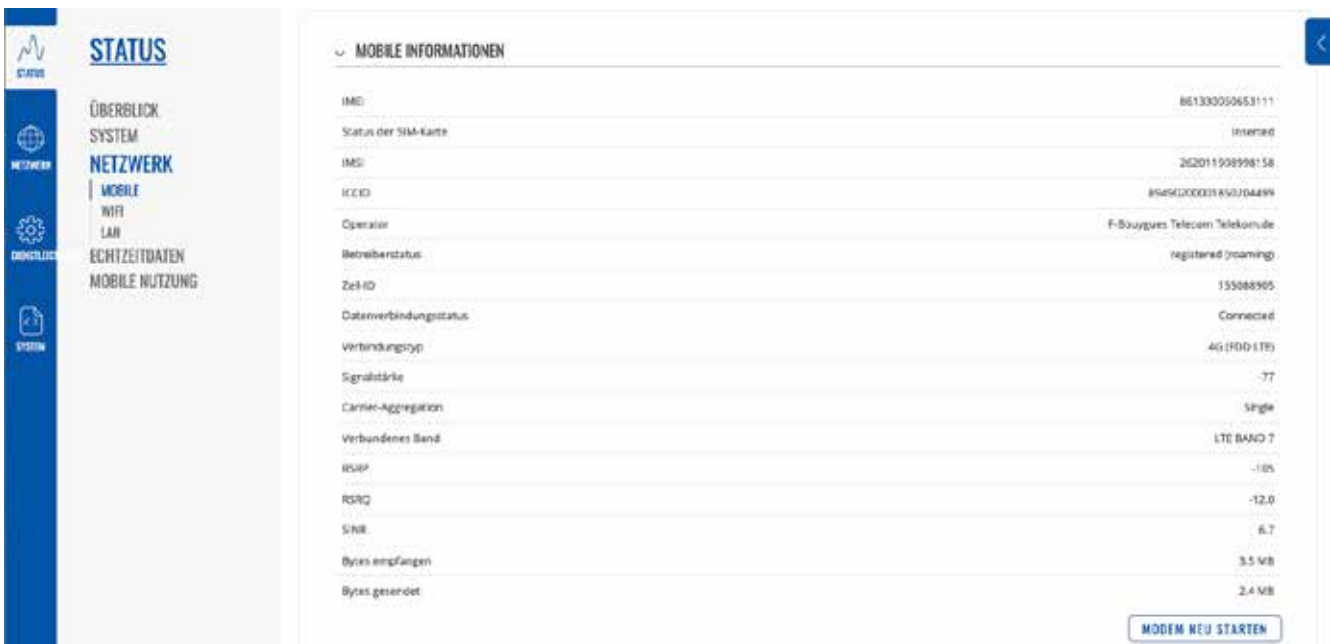 STATUS
STATUS
ÜBERBLICK
SYSTEM
NETZWERK
NETZWERK
MOBILE
WIFI
LAN
ECHTZEITDATEN
MOBILE NUTZUNG
SYSTEM
MOBILE INFORMATIONEN
IMEI
Status der SIM-Karte Inserted
IMSI
ICCID
Operator F-Bouygues Telecom Telekom.de
Betreiberstatus registered (roaming)
Zell-ID 155088905
Datenverbindungsstatus Connected
Verbindungstyp 4G (FDD LTE)
Signalstärke -77
Carrier-Aggregation Single
Verbundenes Band LTE BAND 7
RSRP -105
RSRQ -12.0
SINR 6.7
Bytes empfangen 3.5 MB
Bytes gesendet 2.4 MB
MODEM NEU STARTEN